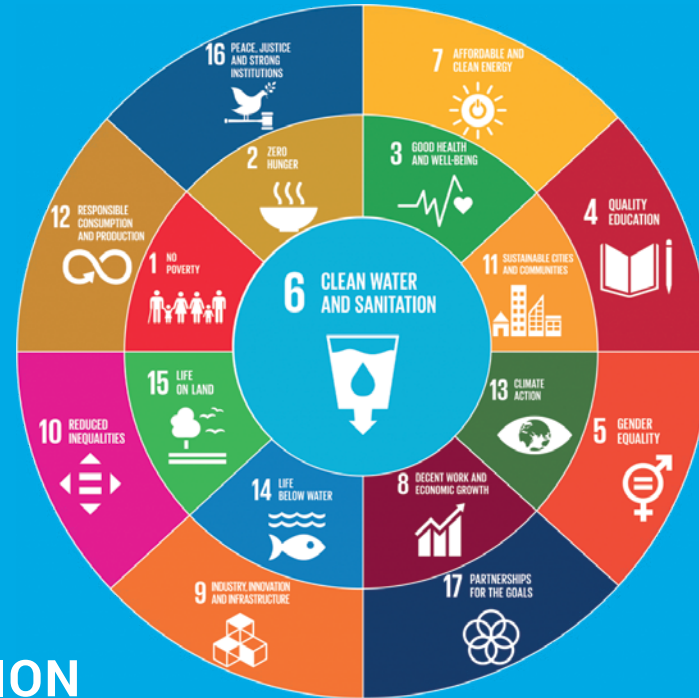 16 PEACE, JUSTICE
AND STRONG
INSTITUTIONS
7 AFFORDABLE AND
CLEAN ENERGY
2 ZERO
HUNGER
3 GOOD HEALTH
AND WELL-BEING
12 RESPONSIBLE
CONSUMPTION
AND PRODUCTION
4 QUALITY
EDUCATION
1 NO
POVERTY
11 SUSTAINABLE CITIES
AND COMMUNITIES
6 CLEAN WATER
AND SANITATION
15 LIFE
ON LAND
13 CLIMATE
ACTION
10 REDUCED
INEQUALITIES
5 GENDER
EQUALITY
14 LIFE
BELOW WATER
8 DECENT WORK AND
ECONOMIC GROWTH
9 INDUSTRY, INNOVATION
AND INFRASTRUCTURE
17 PARTNERSHIPS
FOR THE GOALS